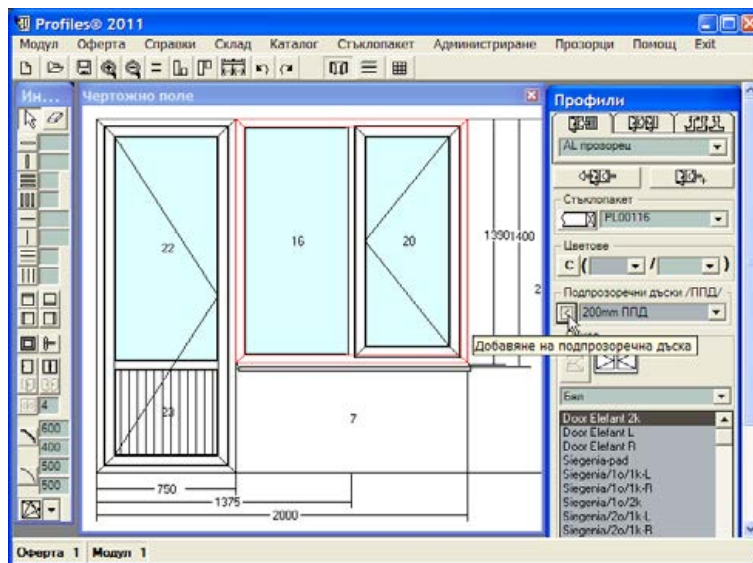 Profiles® 2011
Модул Оферта Справки Склад Каталог Стъклопакет Администриране Прозорци Помощ Exit
Ин...
Чертожно поле
Профили
AL прозорец
Стъклопакет
PL00116
Цветове
C ( / )
Подпрозоречни дъски /ППД/
200mm ППД
Добавяне на подпрозоречна дъска
Бял
Door Elefant 2k
Door Elefant L
Door Elefant R
Siegenia-pad
Siegenia/1o/1k-L
Siegenia/1o/1k-R
Siegenia/1o/2k
Siegenia/2o/1k-L
Siegenia/2o/1k-R
22
16
20
23
7
1390
1400
2
750
1375
2000
4
600
400
500
500
Оферта 1 Модул 1